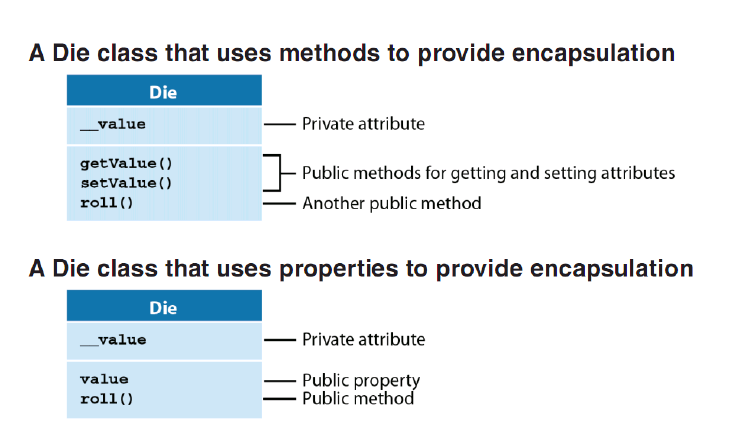 A Die class that uses methods to provide encapsulation
Die
__value
Private attribute
getValue()
setValue()
Public methods for getting and setting attributes
roll()
Another public method
A Die class that uses properties to provide encapsulation
Die
__value
Private attribute
value
Public property
roll()
Public method